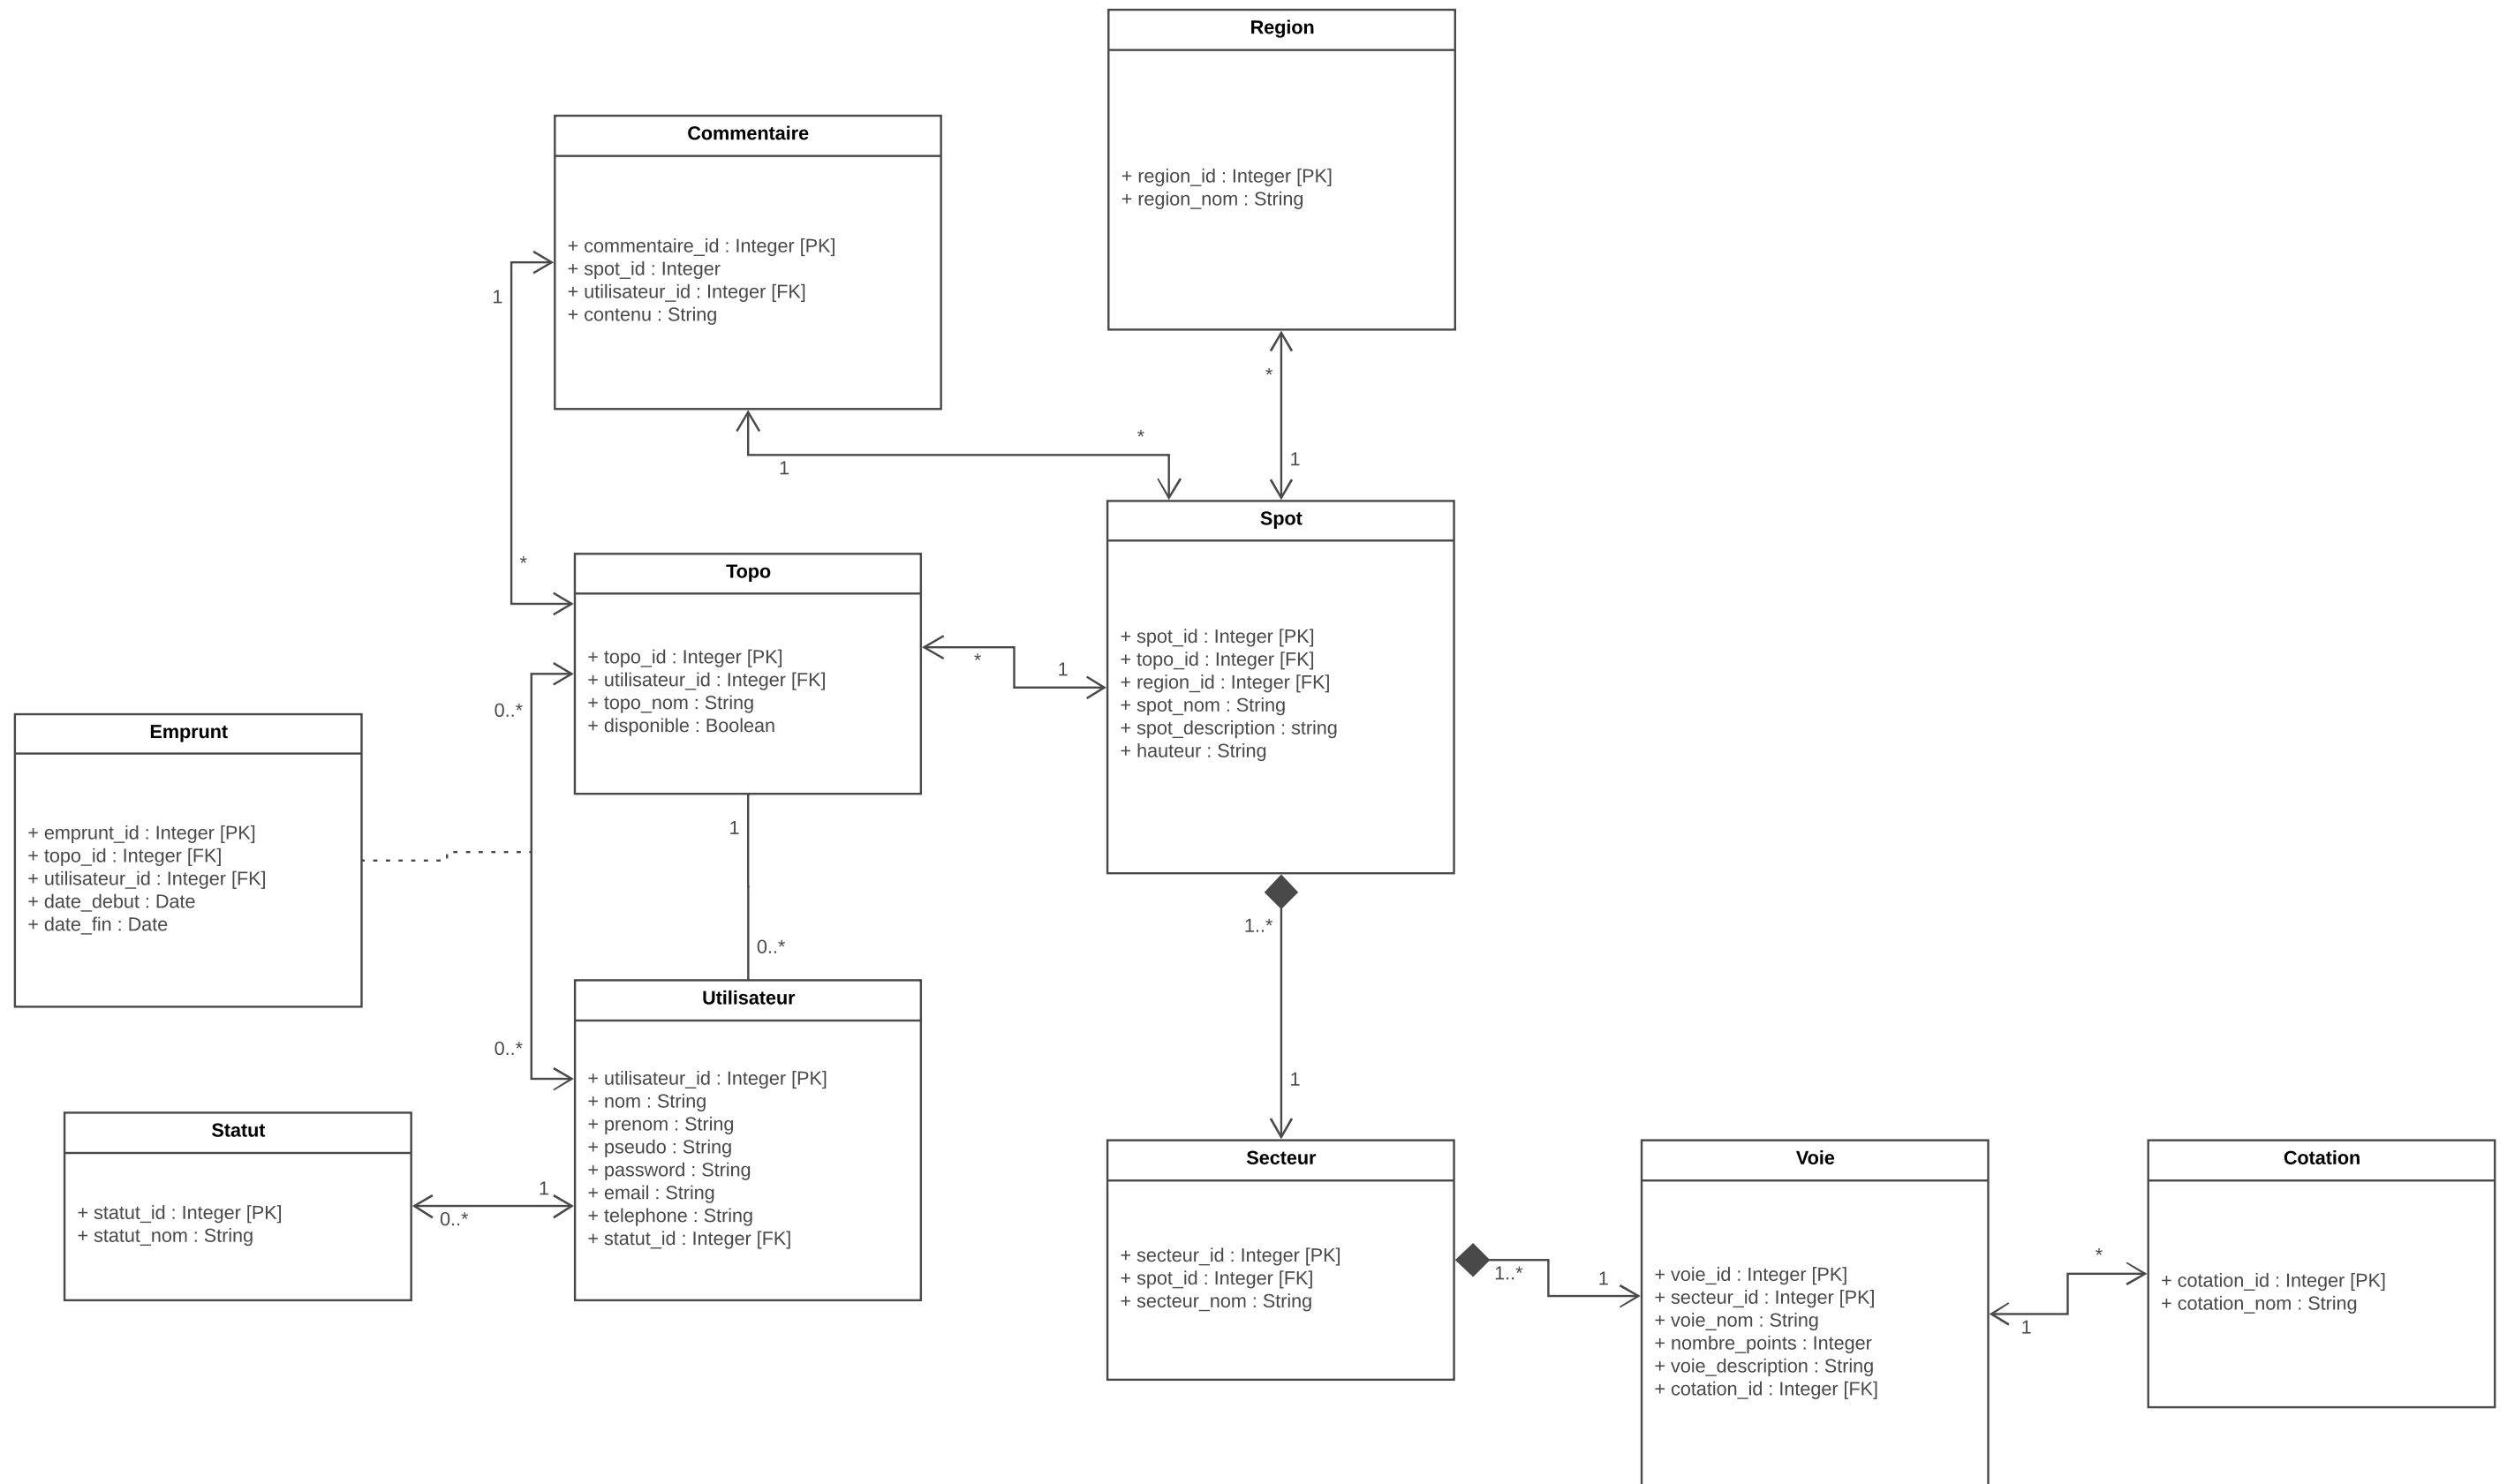 Region
+ region_id : Integer [PK]
+ region_nom : String
Commentaire
+ commentaire_id : Integer [PK]
+ spot_id : Integer
+ utilisateur_id : Integer [FK]
+ contenu : String
1
*
*
1
*
1
Topo
+ topo_id : Integer [PK]
+ utilisateur_id : Integer [FK]
+ topo_nom : String
+ disponible : Boolean
*
1
Spot
+ spot_id : Integer [PK]
+ topo_id : Integer [FK]
+ region_id : Integer [FK]
+ spot_nom : String
+ spot_description : string
+ hauteur : String
0..*
0..*
Emprunt
+ emprunt_id : Integer [PK]
+ topo_id : Integer [FK]
+ utilisateur_id : Integer [FK]
+ date_debut : Date
+ date_fin : Date
1
0..*
1..*
1
Utilisateur
+ utilisateur_id : Integer [PK]
+ nom : String
+ prenom : String
+ pseudo : String
+ password : String
+ email : String
+ telephone : String
+ statut_id : Integer [FK]
Statut
+ statut_id : Integer [PK]
+ statut_nom : String
0..*
1
Secteur
+ secteur_id : Integer [PK]
+ spot_id : Integer [FK]
+ secteur_nom : String
1..*
1
Voie
+ voie_id : Integer [PK]
+ secteur_id : Integer [PK]
+ voie_nom : String
+ nombre_points : Integer
+ voie_description : String
+ cotation_id : Integer [FK]
*
1
Cotation
+ cotation_id : Integer [PK]
+ cotation_nom : String